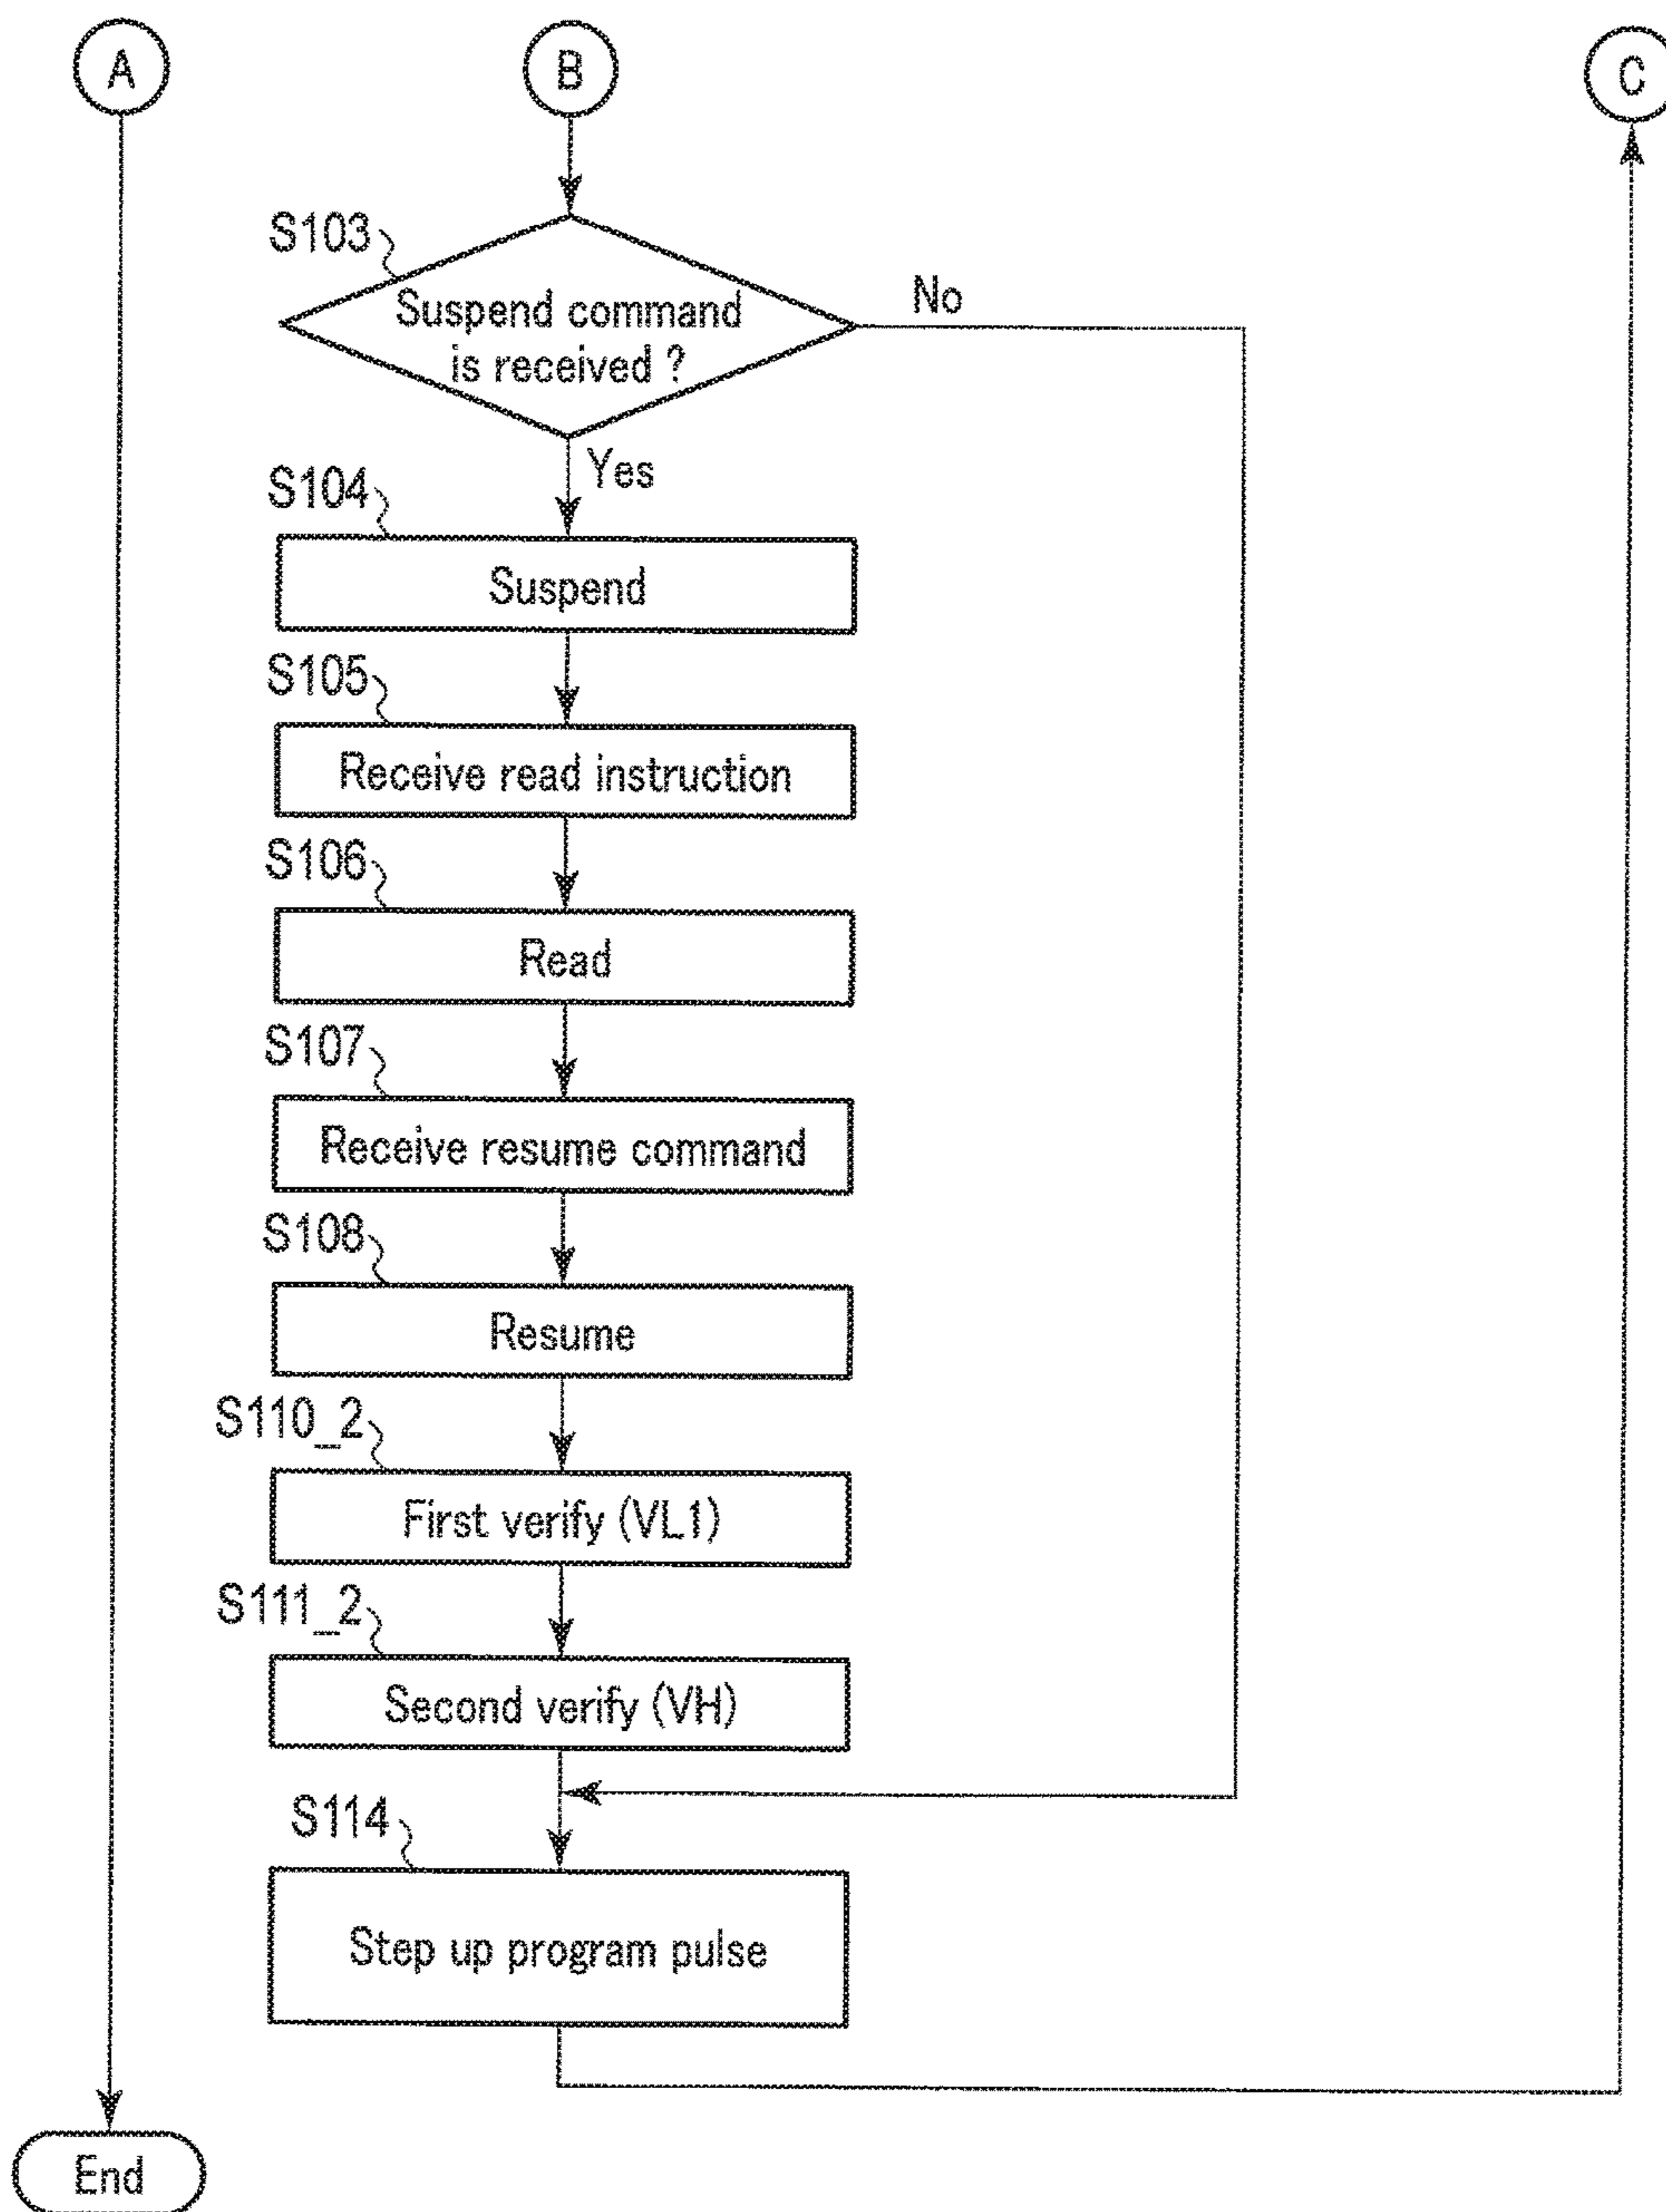 A
B
C
S103
Suspend command
is received ?
No
Yes
S104
Suspend
S105
Receive read instruction
S106
Read
S107
Receive resume command
S108
Resume
S110_2
First verify (VL1)
S111_2
Second verify (VH)
S114
Step up program pulse
End